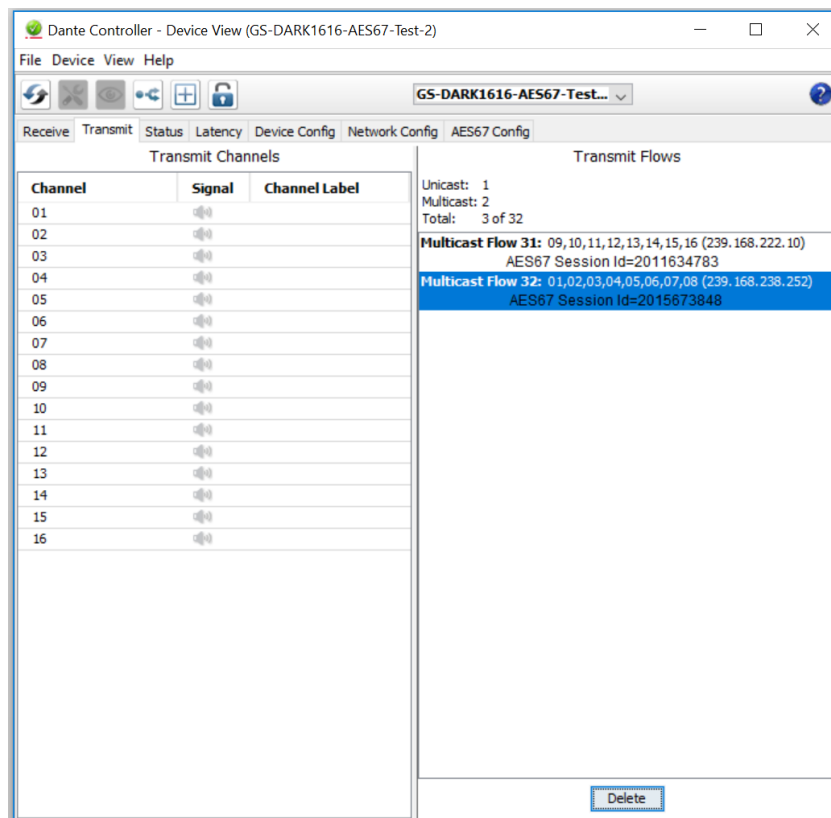 Dante Controller - Device View (GS-DARK1616-AES67-Test-2)
File Device View Help
GS-DARK1616-AES67-Test...
?
Receive Transmit Status Latency Device Config Network Config AES67 Config
Transmit Channels
Channel Signal Channel Label
01
02
03
04
05
06
07
08
09
10
11
12
13
14
15
16
Transmit Flows
Unicast: 1
Multicast: 2
Total: 3 of 32
Multicast Flow 31: 09,10,11,12,13,14,15,16 (239.168.222.10)
AES67 Session Id=2011634783
Multicast Flow 32: 01,02,03,04,05,06,07,08 (239.168.238.252)
AES67 Session Id=2015673848
Delete